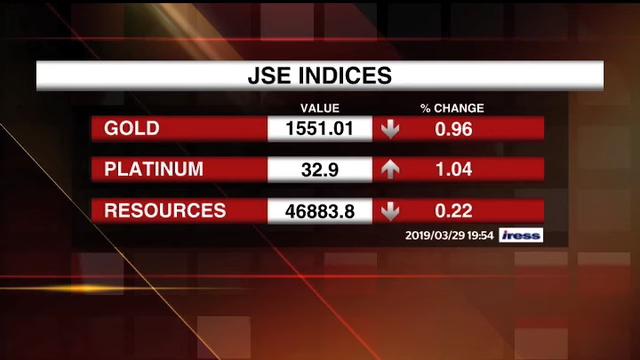 JSE INDICES
VALUE % CHANGE
GOLD 1551.01 0.96
PLATINUM 32.9 1.04
RESOURCES 46883.8 0.22
2019/03/29 19:54 iress